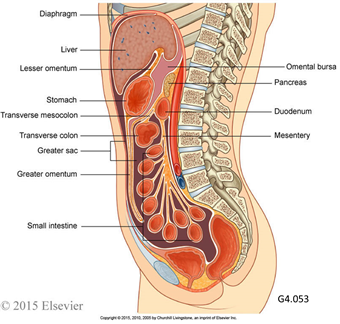 Diaphragm
Liver
Lesser omentum
Stomach
Transverse mesocolon
Transverse colon
Greater sac
Greater omentum
Small intestine
Omental bursa
Pancreas
Duodenum
Mesentery
G4.053
© 2015 Elsevier
Copyright © 2015, 2010, 2005 by Churchill Livingstone, an imprint of Elsevier Inc.